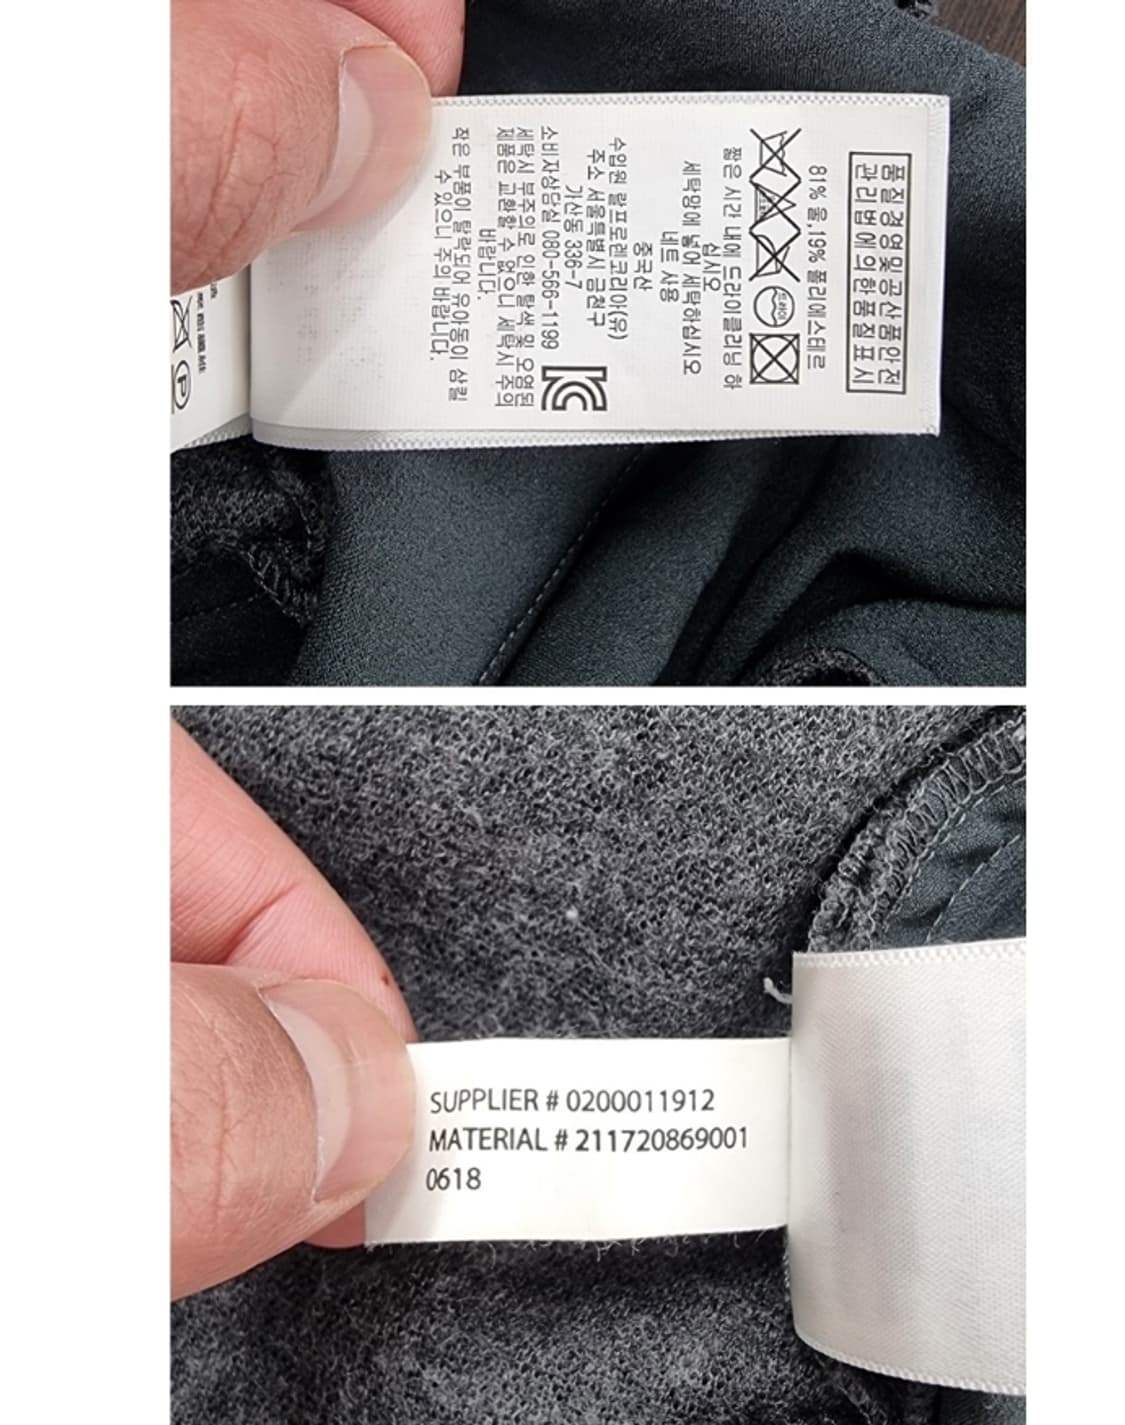 품질경영및공산품안전
관리법에의한품질표시
81% 울,19% 폴리에스테르
드라이
짧은 시간 내에 드라이클리닝 하
십시오
세탁망에 넣어 세탁하십시오
네트 사용
중국산
수입원 랄프로렌코리아(유)
주소 서울특별시 금천구
가산동 336-7
소비자상담실 080-566-1199
세탁시 부주의로 인한 탈색 및 오염된
제품은 교환할 수 없으니 세탁시 주의
바랍니다.
작은 부품이 탈락되어 유아동이 삼킬
수 있으니 주의 바랍니다.
P
SUPPLIER # 0200011912
MATERIAL # 211720869001
0618